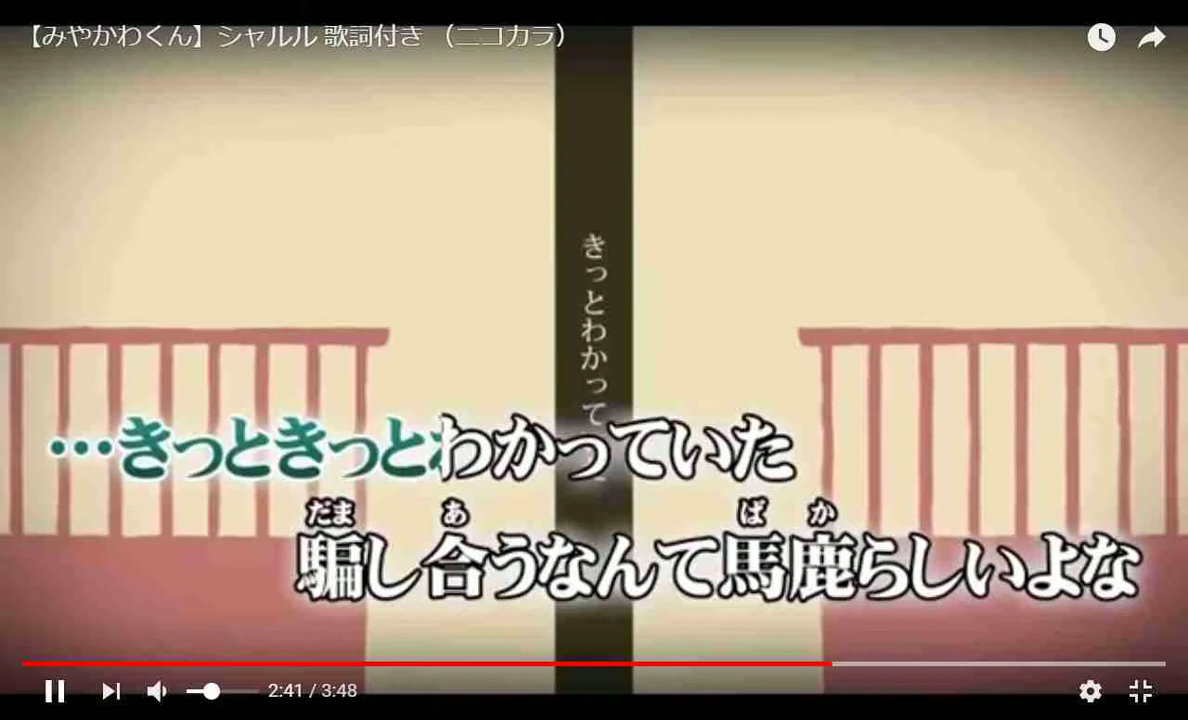 【みやかわくん】シャルル 歌詞付き （ニコカラ）
きっとわかって
…きっときっとわかっていた
だま あ ばか
騙し合うなんて馬鹿らしいよな
2:41 / 3:48